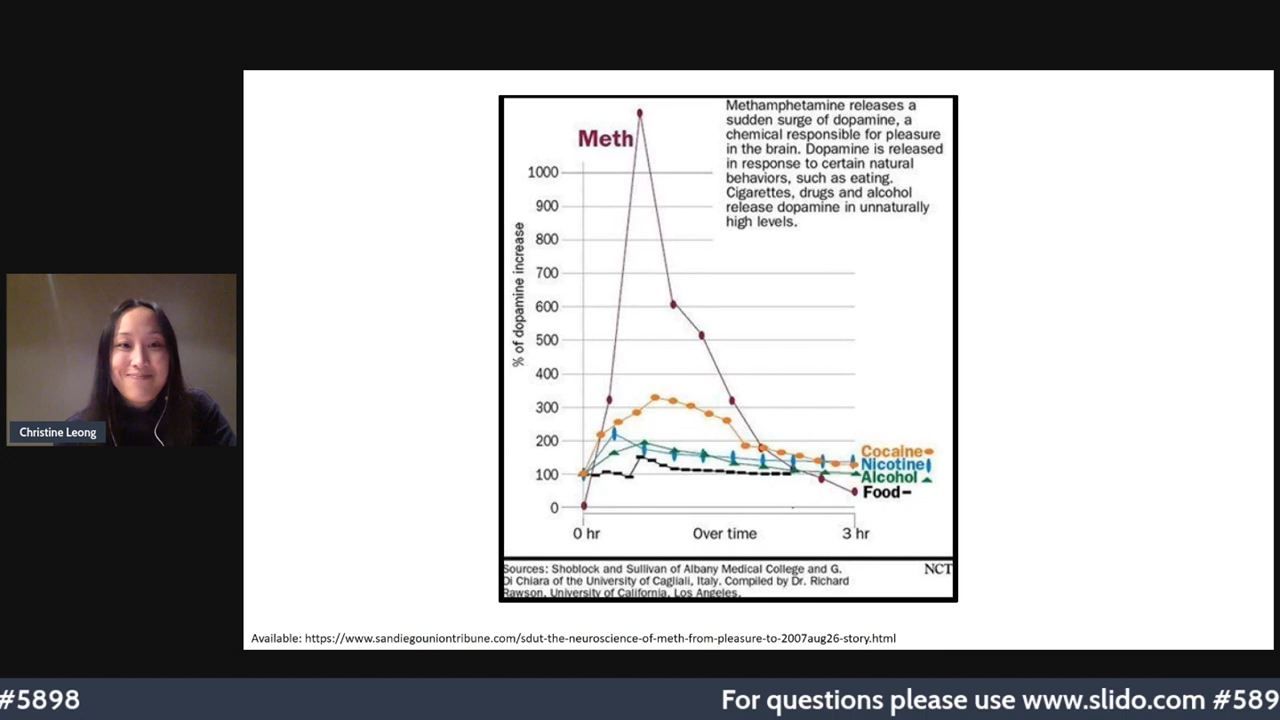 Meth
Methamphetamine releases a
sudden surge of dopamine, a
chemical responsible for pleasure
in the brain. Dopamine is released
in response to certain natural
behaviors, such as eating.
Cigarettes, drugs and alcohol
release dopamine in unnaturally
high levels.
% of dopamine increase
1000
900
800
700
600
500
400
300
200
100
0
Cocaine
Nicotine
Alcohol
Food
0 hr
Over time
3 hr
Sources: Shoblock and Sullivan of Albany Medical College and G.
Di Chiara of the University of Cagliali, Italy. Compiled by Dr. Richard
Rawson, University of California, Los Angeles.
NCT
Christine Leong
Available: https://www.sandiegouniontribune.com/sdut-the-neuroscience-of-meth-from-pleasure-to-2007aug26-story.html
#5898 For questions please use www.slido.com #589